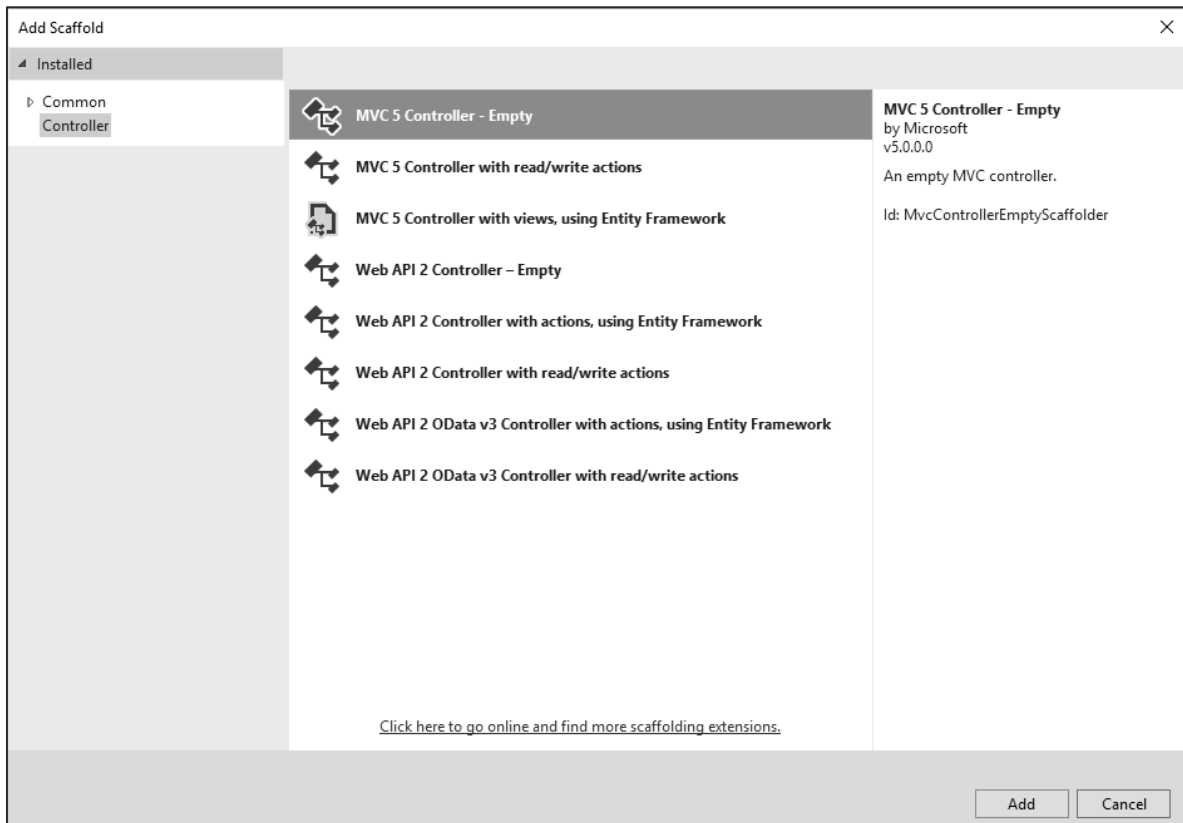 Add Scaffold
Installed
Common
Controller
MVC 5 Controller - Empty
MVC 5 Controller with read/write actions
MVC 5 Controller with views, using Entity Framework
Web API 2 Controller – Empty
Web API 2 Controller with actions, using Entity Framework
Web API 2 Controller with read/write actions
Web API 2 OData v3 Controller with actions, using Entity Framework
Web API 2 OData v3 Controller with read/write actions
Click here to go online and find more scaffolding extensions.
MVC 5 Controller - Empty
by Microsoft
v5.0.0.0
An empty MVC controller.
Id: MvcControllerEmptyScaffolder
Add
Cancel